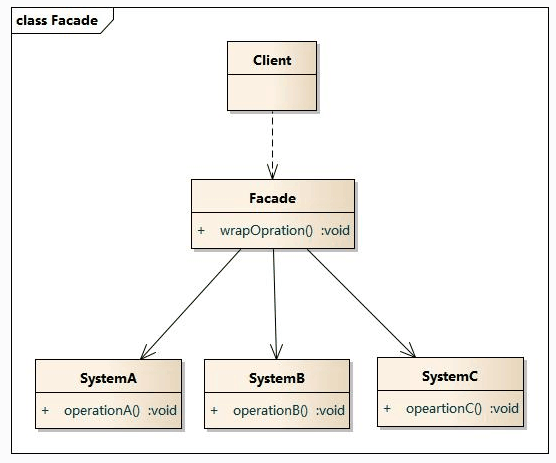 class Facade
Client
Facade
+ wrapOpration() :void
SystemA
+ operationA() :void
SystemB
+ operationB() :void
SystemC
+ opeartionC() :void